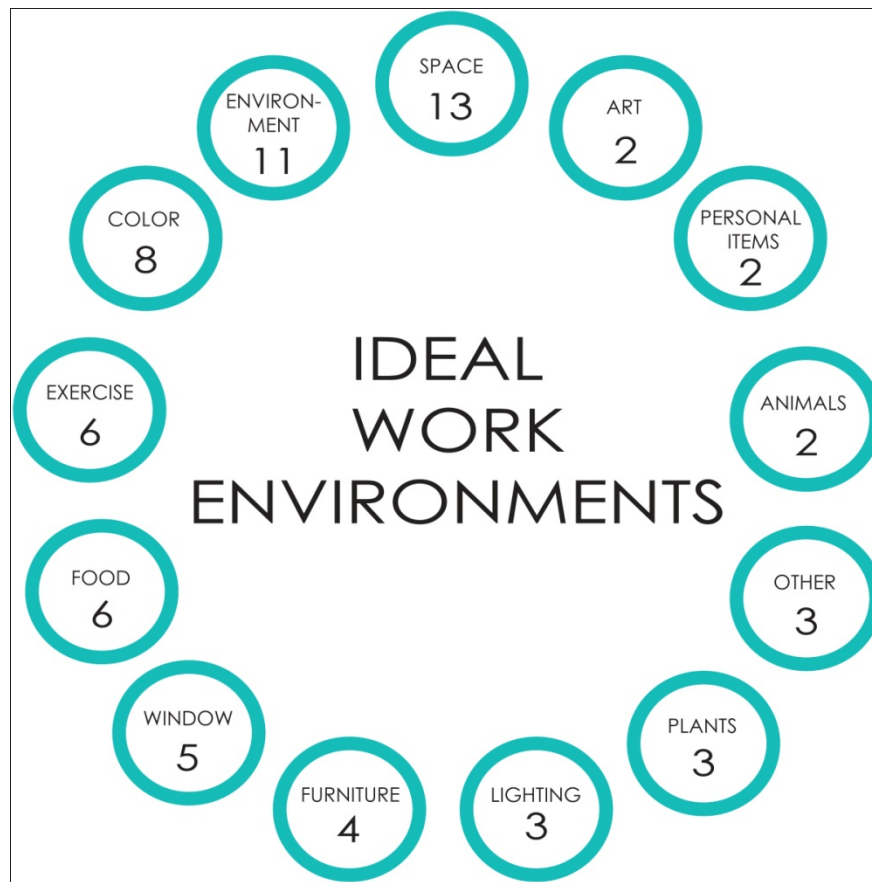 SPACE
13
ENVIRON-
MENT
11
ART
2
COLOR
8
PERSONAL
ITEMS
2
IDEAL
WORK
ENVIRONMENTS
EXERCISE
6
ANIMALS
2
FOOD
6
OTHER
3
WINDOW
5
PLANTS
3
FURNITURE
4
LIGHTING
3